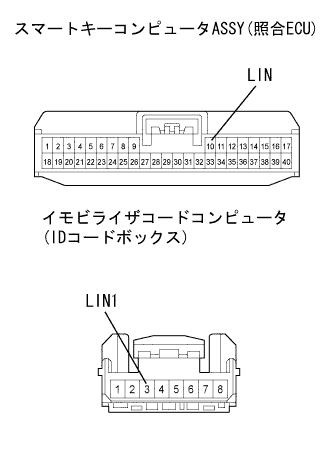 スマートキーコンピュータASSY(照合ECU)
LIN
1 2 3 4 5 6 7 8 9 10 11 12 13 14 15 16 17
18 19 20 21 22 23 24 25 26 27 28 29 30 31 32 33 34 35 36 37 38 39 40
イモビライザコードコンピュータ
(IDコードボックス)
LIN1
1 2 3 4 5 6 7 8